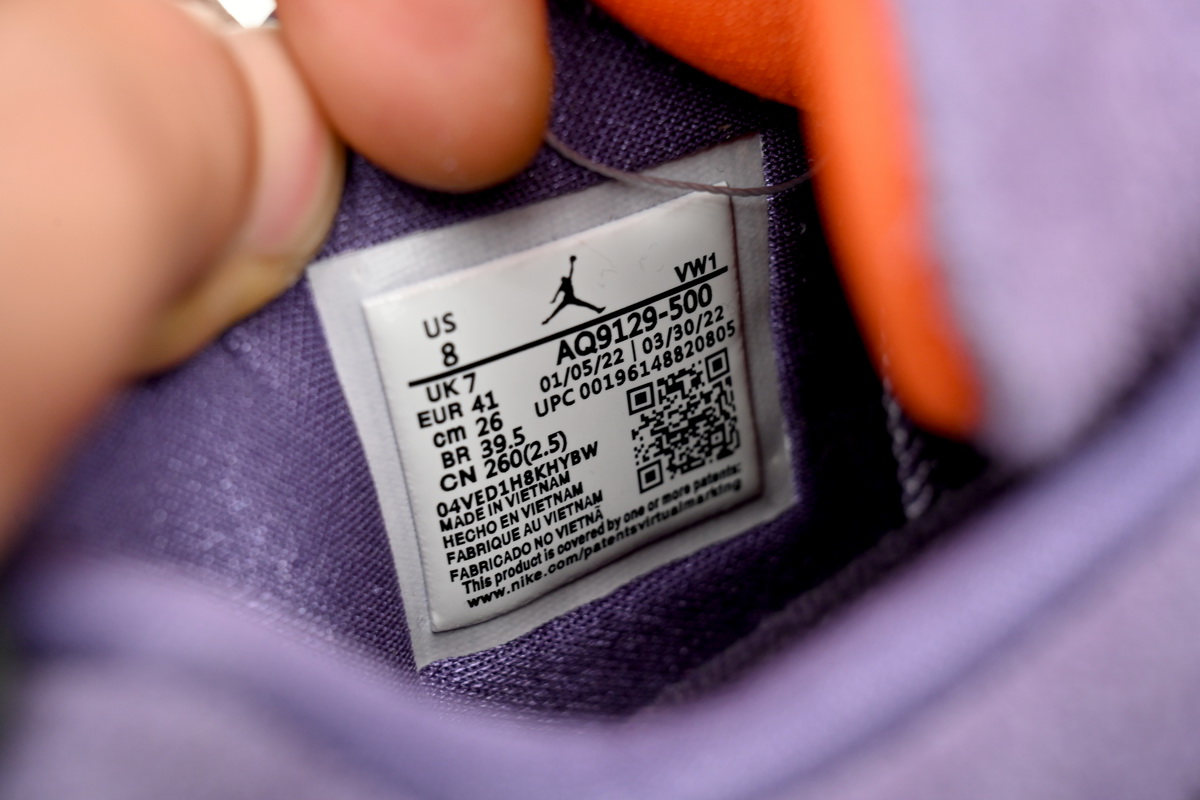 US
8
VW1
AQ9129-500
01/05/22 | 03/30/22
UPC 00196148820805
UK 7
EUR 41
cm 26
BR 39.5
CN 260(2.5)
04VED1H8KHYBW
MADE IN VIETNAM
HECHO EN VIETNAM
FABRIQUE AU VIETNAM
FABRICADO NO VIETNÃ
This product is covered by one or more patents:
www.nike.com/patentsvirtualmarking